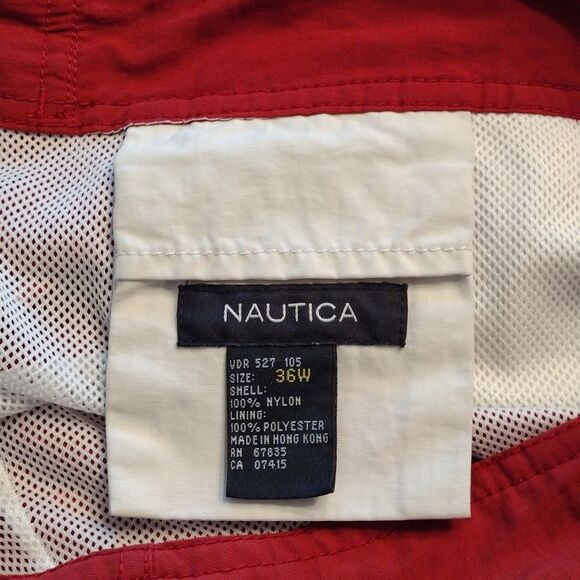 NAUTICA
VDR 527 105
SIZE: 36W
SHELL:
100% NYLON
LINING:
100% POLYESTER
MADE IN HONG KONG
RN 67835
CA 07415